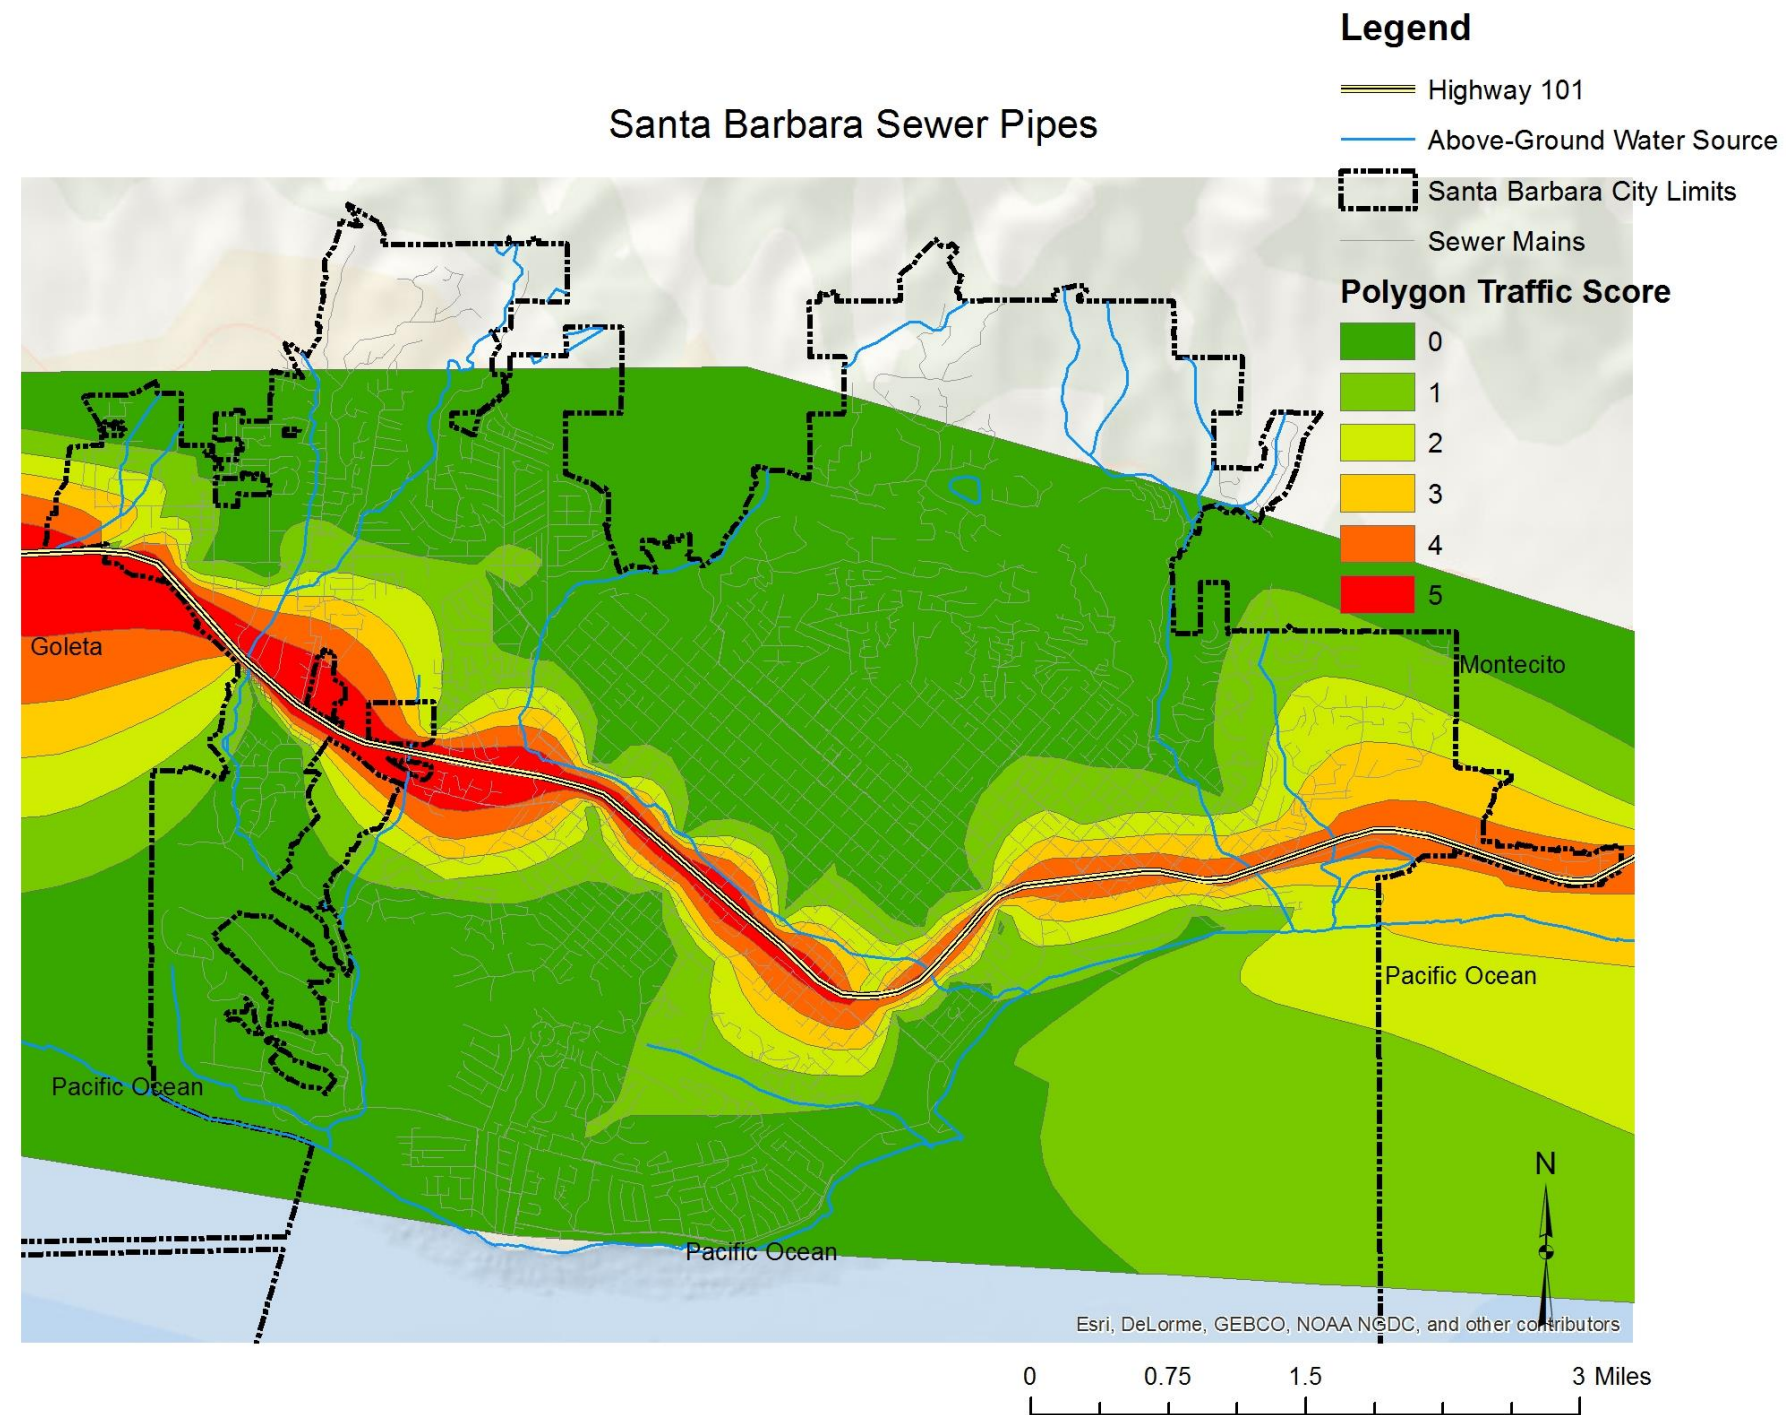 Legend
Highway 101
Santa Barbara Sewer Pipes
Above-Ground Water Source
Santa Barbara City Limits
Sewer Mains
Polygon Traffic Score
0
1
2
3
4
5
Goleta
Montecito
Pacific Ocean
Pacific Ocean
N
Pacific Ocean
Esri, DeLorme, GEBCO, NOAA NGDC, and other contributors
0 0.75 1.5 3 Miles